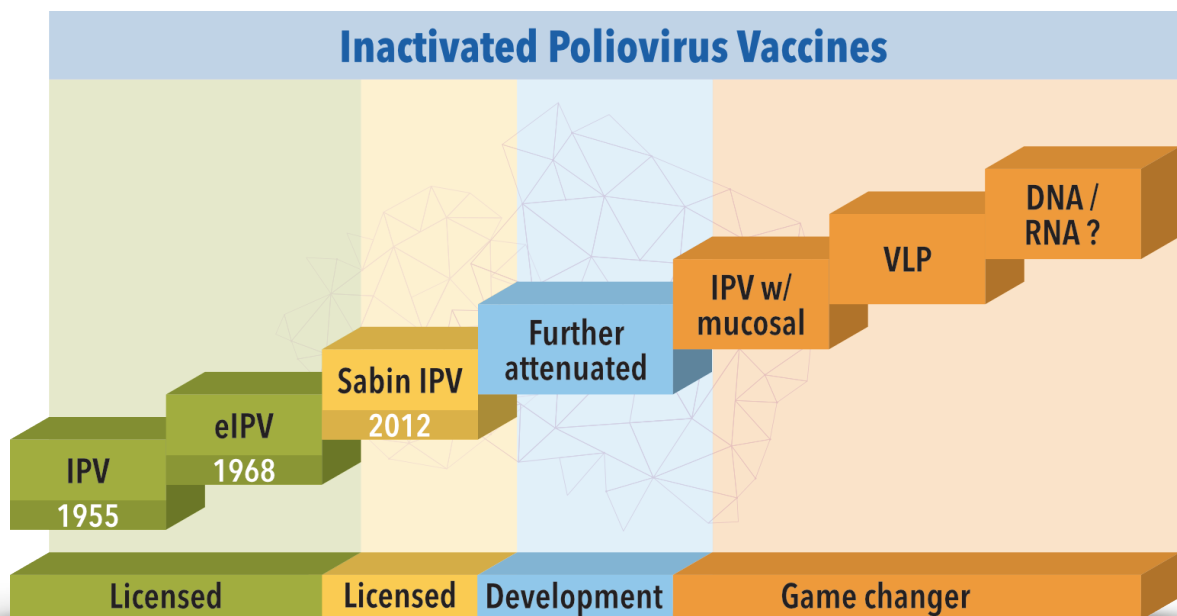 Inactivated Poliovirus Vaccines
IPV
1955
eIPV
1968
Sabin IPV
2012
Further
attenuated
IPV w/
mucosal
VLP
DNA /
RNA ?
Licensed
Licensed
Development
Game changer